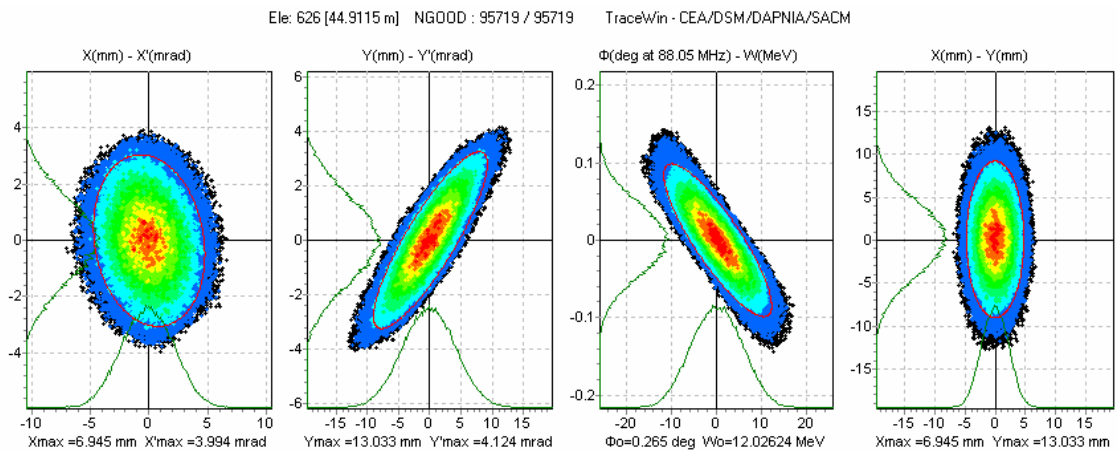 Ele: 626 [44.9115 m] NGOOD : 95719 / 95719 TraceWin - CEA/DSM/DAPNIA/SACM
X(mm) - X'(mrad)
4
2
0
-2
-4
-10 -5 0 5 10
Xmax =6.945 mm X'max =3.994 mrad
Y(mm) - Y'(mrad)
6
4
2
0
-2
-4
-6
-15 -10 -5 0 5 10 15
Ymax =13.033 mm Y'max =4.124 mrad
Φ(deg at 88.05 MHz) - W(MeV)
0.2
0.1
0
-0.1
-0.2
-20 -10 0 10 20
Φo=0.265 deg Wo=12.02624 MeV
X(mm) - Y(mm)
15
10
5
0
-5
-10
-15
-15 -10 -5 0 5 10 15
Xmax =6.945 mm Ymax =13.033 mm